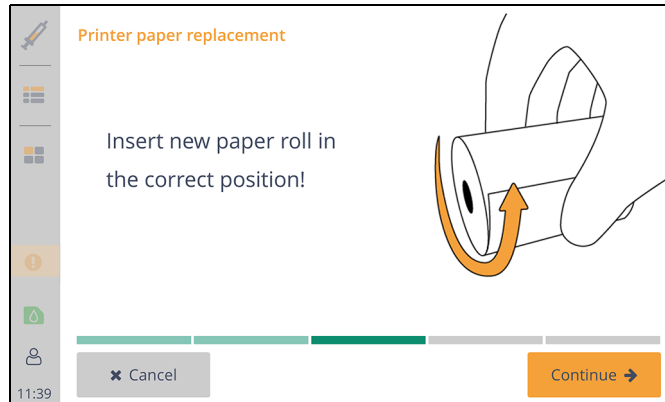 Printer paper replacement
Insert new paper roll in
the correct position!
Cancel
Continue
11:39